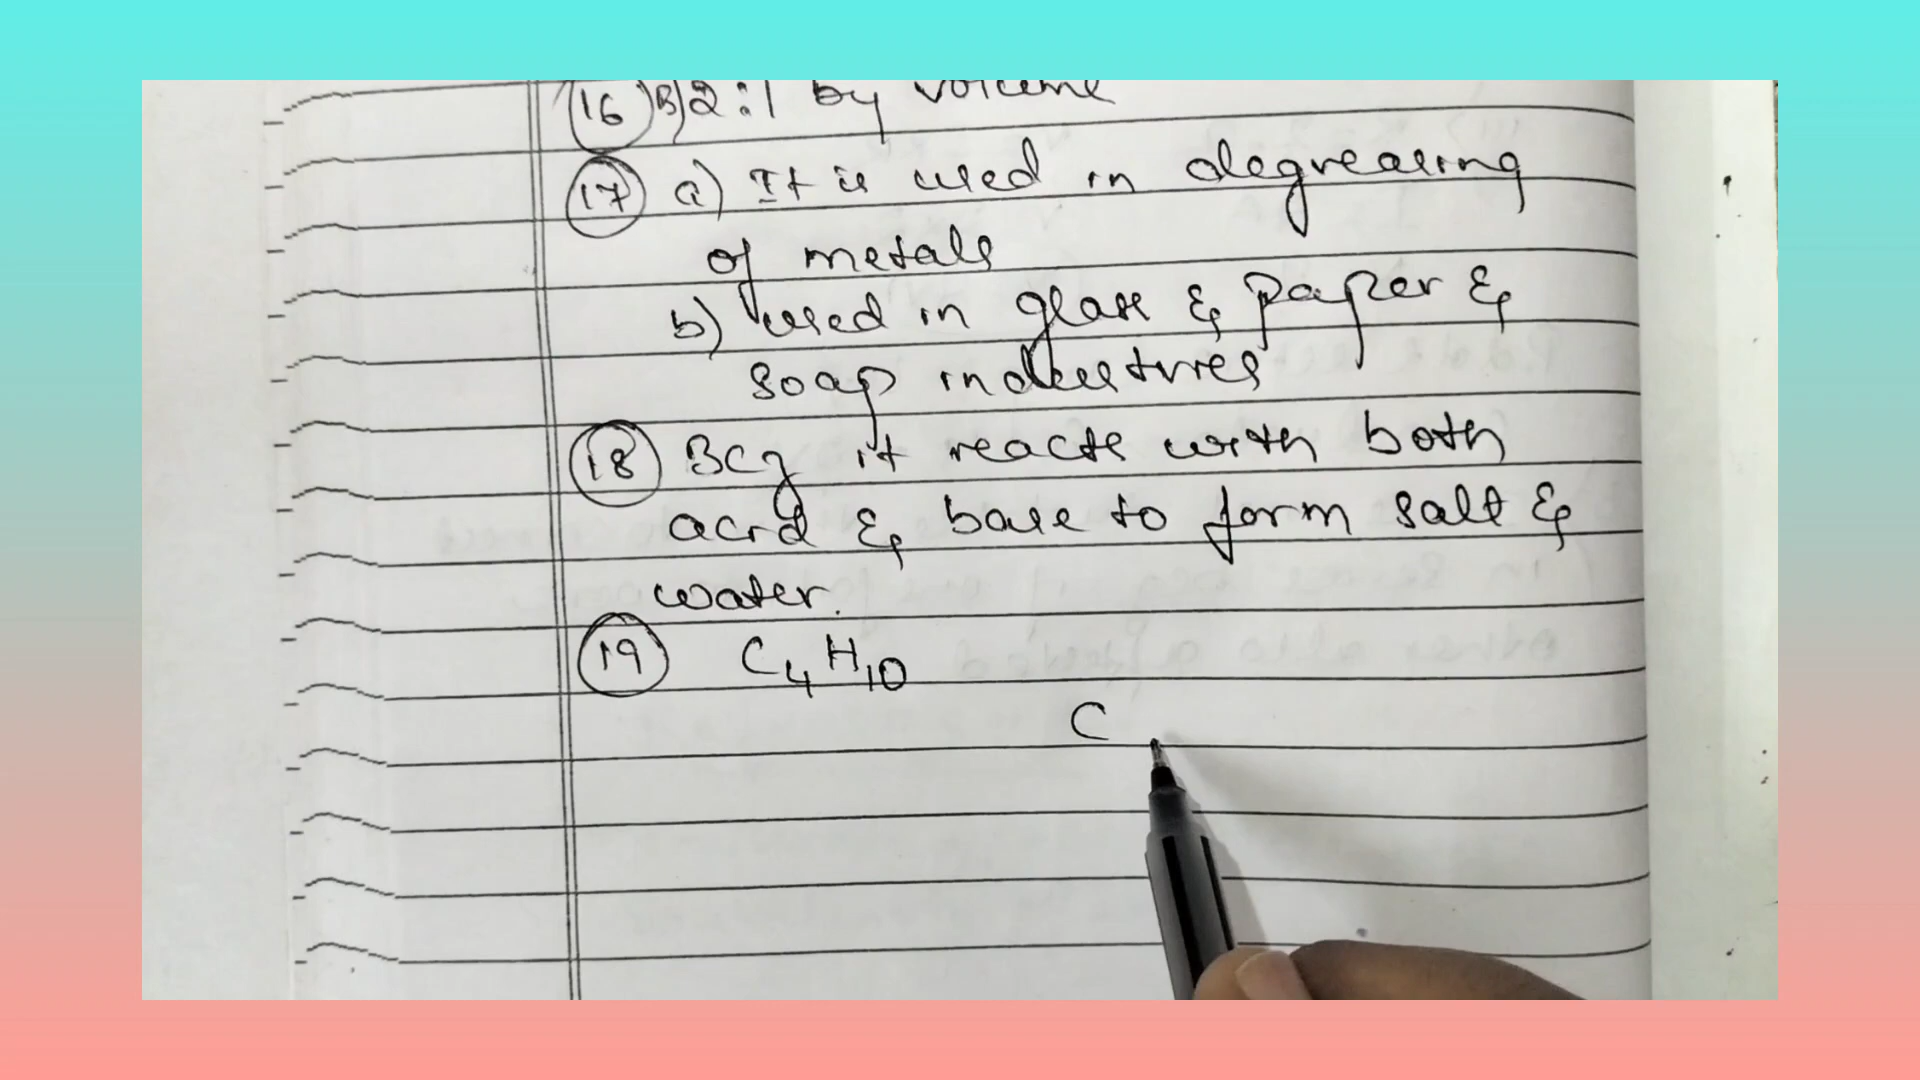 16 B) 2:1 by volume
17 a) It is used in degreasing
of metals
b) used in glass & paper &
soap industries
18 Bcz it reacts with both
acid & base to form salt &
water.
19 C₄H₁₀
C